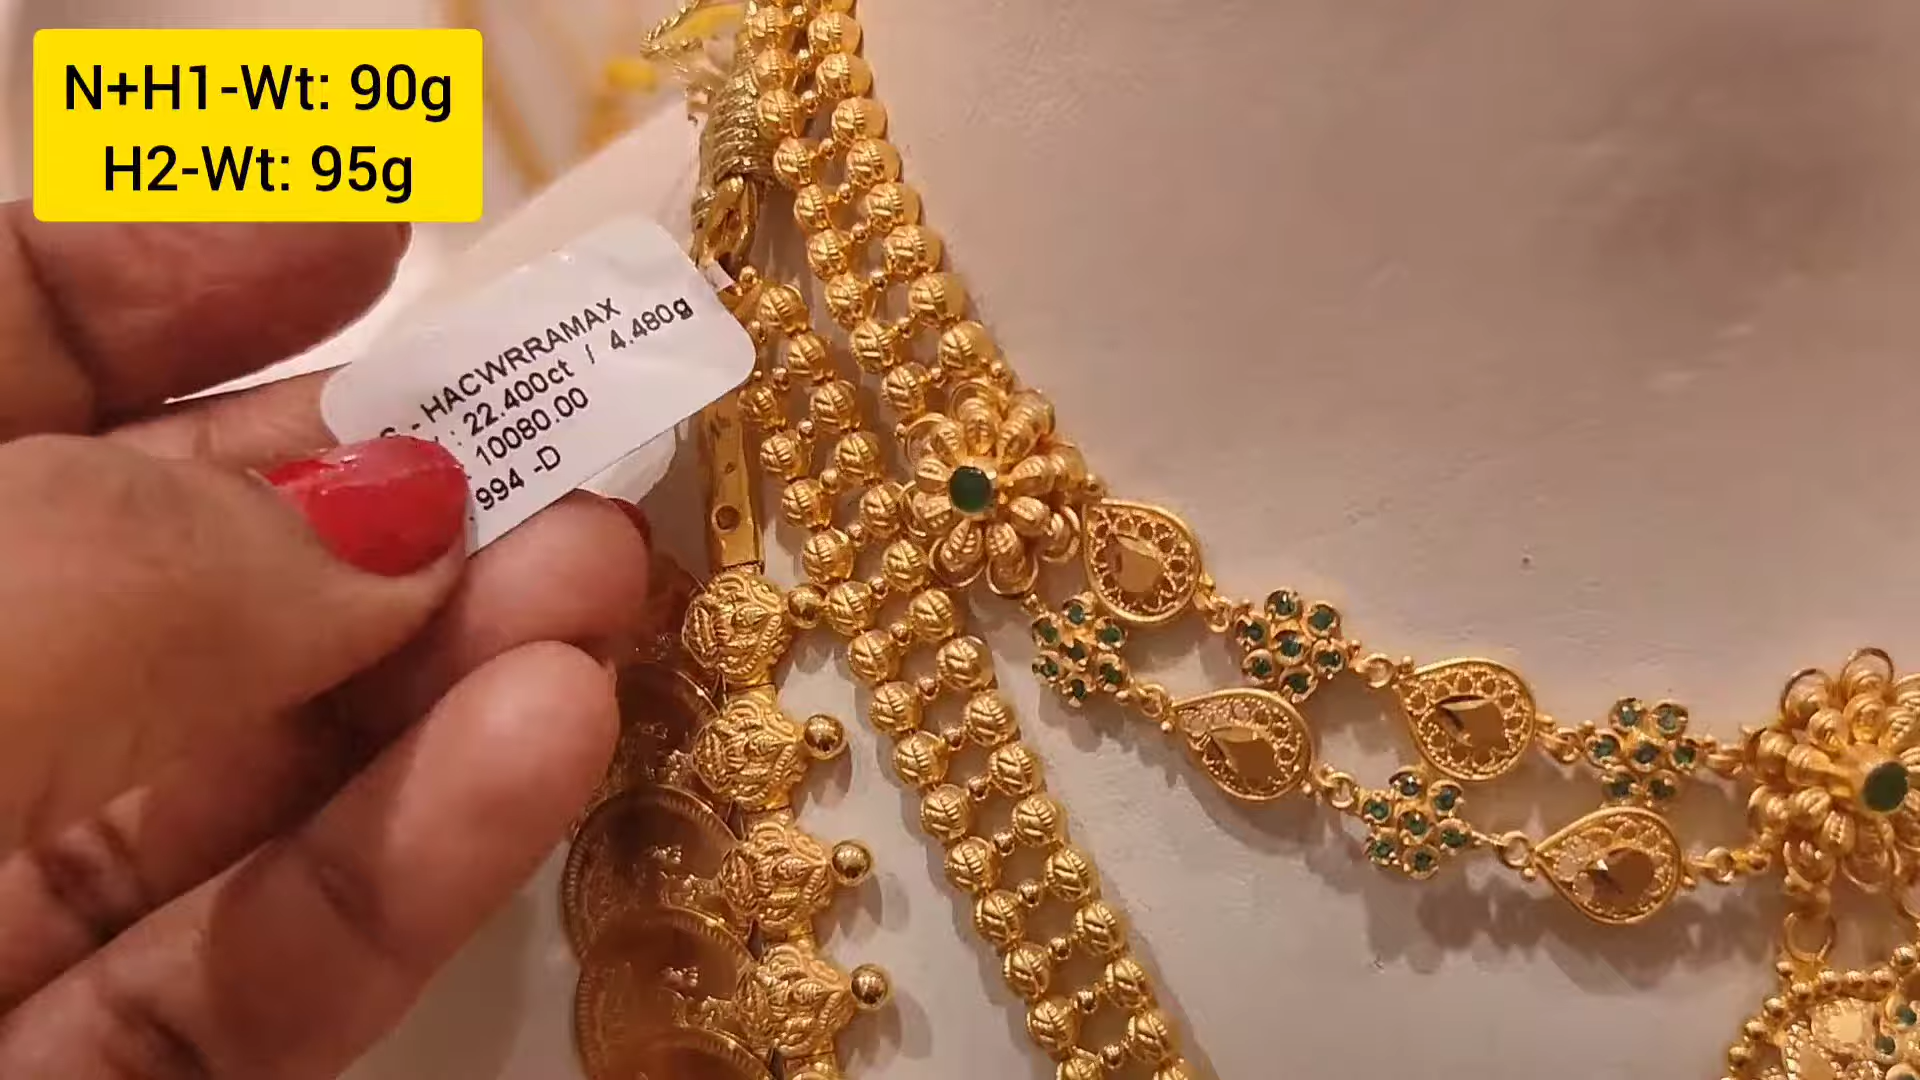 N+H1-Wt: 90g
H2-Wt: 95g
- HACWRRAMAX
: 22.400ct / 4.480g
: 10080.00
994 -D